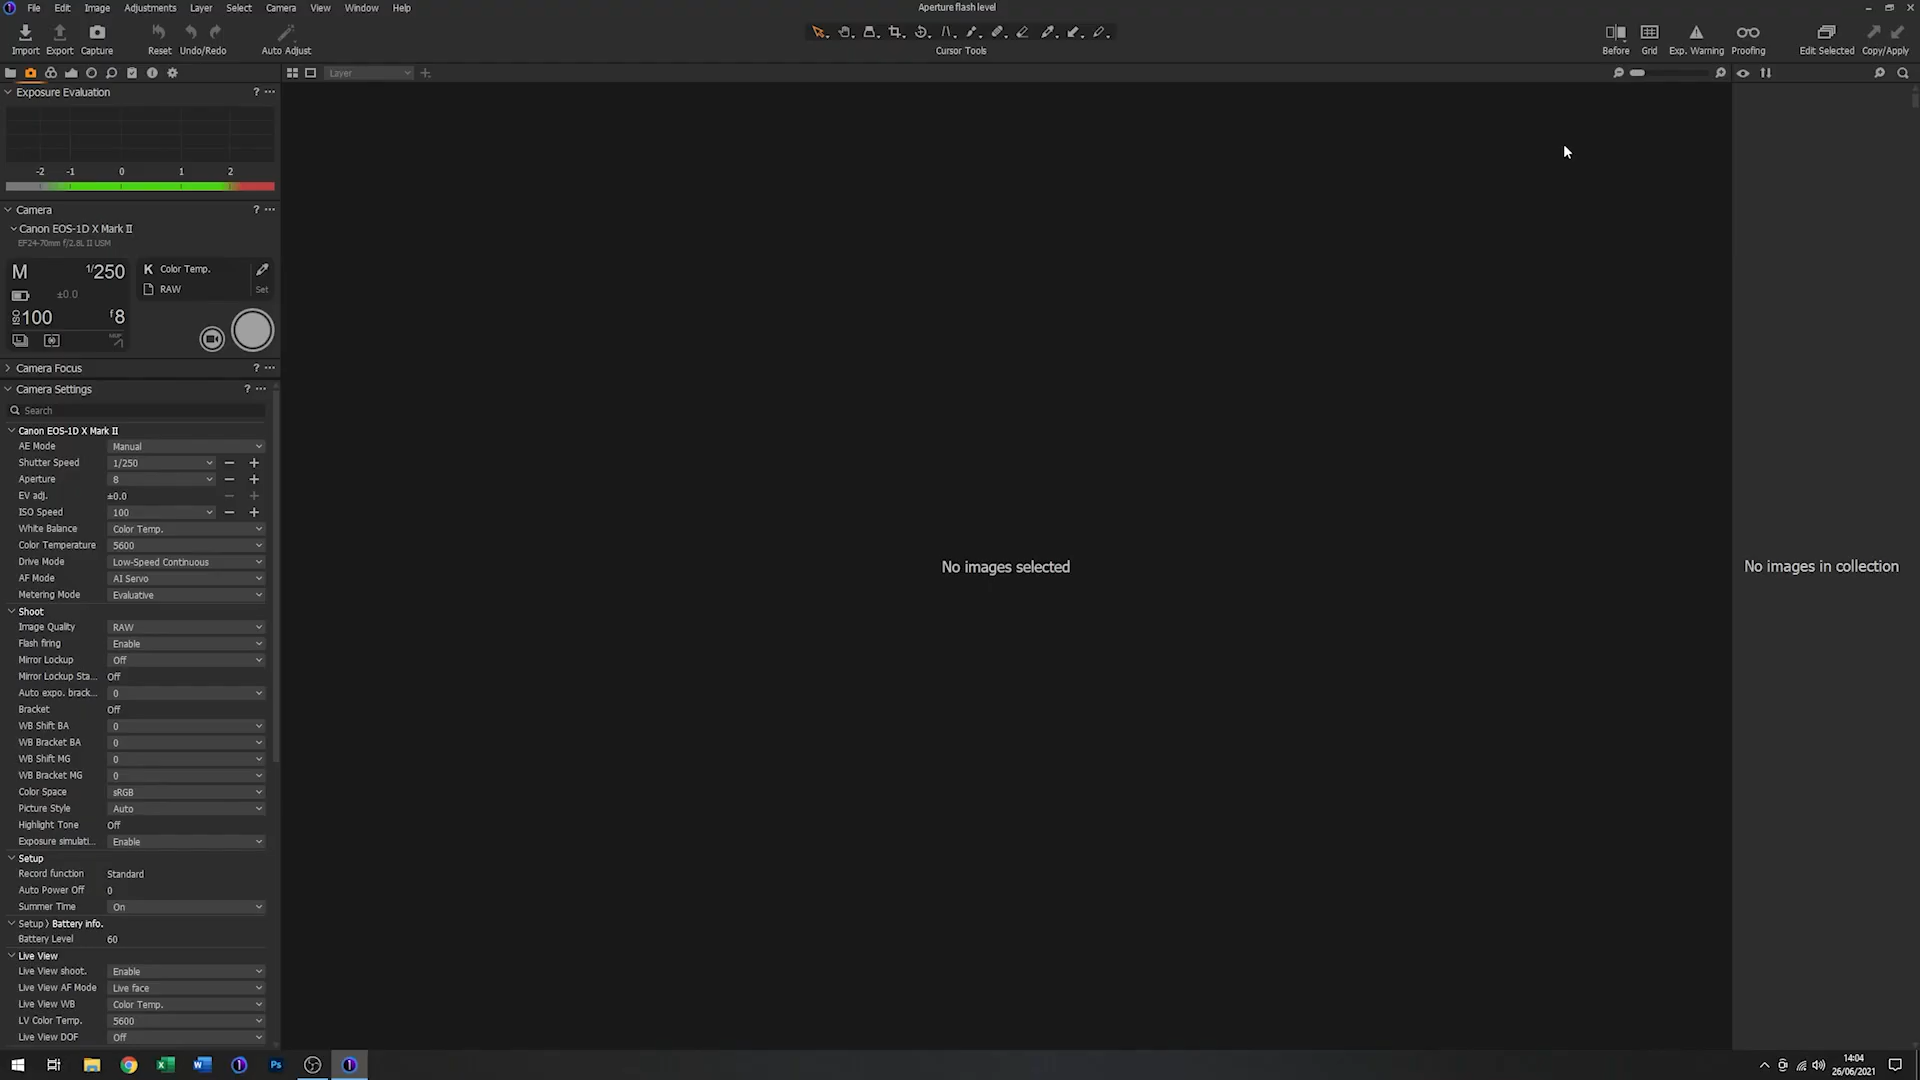 File Edit Image Adjustments Layer Select Camera View Window Help
Aperture flash level
Import Export Capture Reset Undo/Redo Auto Adjust
Cursor Tools
Before Grid Exp. Warning Proofing Edit Selected Copy/Apply
Layer
Exposure Evaluation ?
-2 -1 0 1 2
Camera ?
Canon EOS-1D X Mark II
EF24-70mm f/2.8L II USM
M 1/250 K Color Temp.
±0.0 RAW Set
ISO 100 f8
Camera Focus ?
Camera Settings ?
Search
Canon EOS-1D X Mark II
AE Mode Manual
Shutter Speed 1/250
Aperture 8
EV adj. ±0.0
ISO Speed 100
White Balance Color Temp.
Color Temperature 5600
Drive Mode Low-Speed Continuous
AF Mode AI Servo
Metering Mode Evaluative
Shoot
Image Quality RAW
Flash firing Enable
Mirror Lockup Off
Mirror Lockup Sta... Off
Auto expo. brack... 0
Bracket Off
WB Shift BA 0
WB Bracket BA 0
WB Shift MG 0
WB Bracket MG 0
Color Space sRGB
Picture Style Auto
Highlight Tone Off
Exposure simulati... Enable
Setup
Record function Standard
Auto Power Off 0
Summer Time On
Setup ⟩ Battery info.
Battery Level 60
Live View
Live View shoot. Enable
Live View AF Mode Live face
Live View WB Color Temp.
LV Color Temp. 5600
Live View DOF Off
No images selected
No images in collection
Ps
14:04
26/06/2021